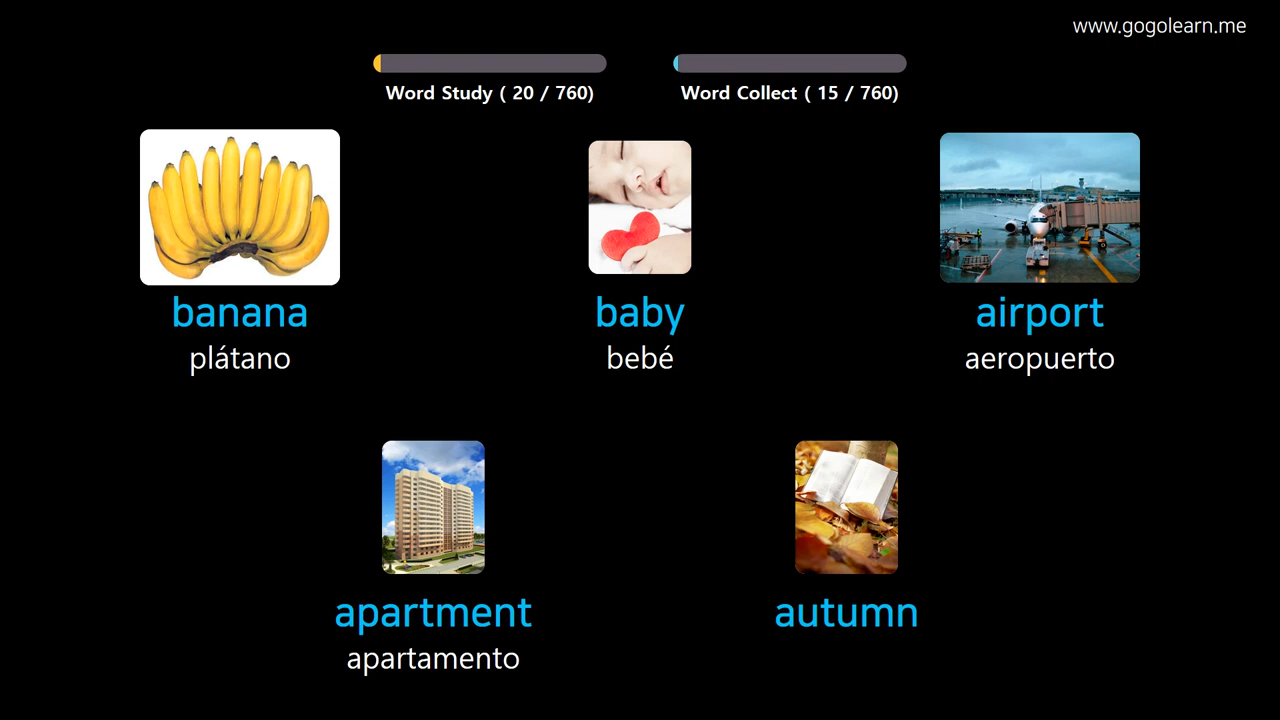 www.gogolearn.me
Word Study ( 20 / 760)
Word Collect ( 15 / 760)
banana
plátano
baby
bebé
airport
aeropuerto
apartment
apartamento
autumn